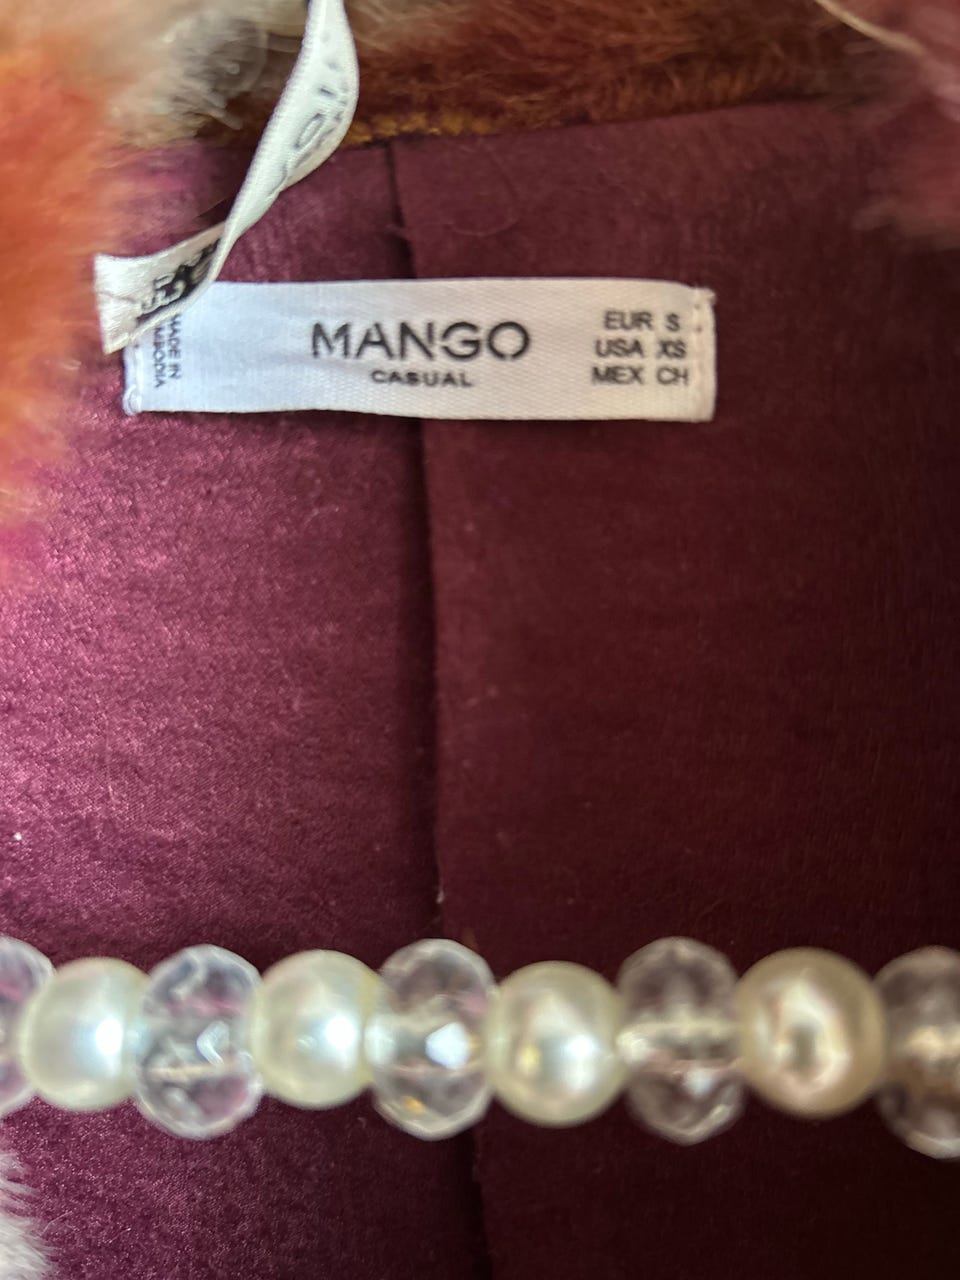 MANGO
CASUAL
EUR S
USA XS
MEX CH
MADE IN